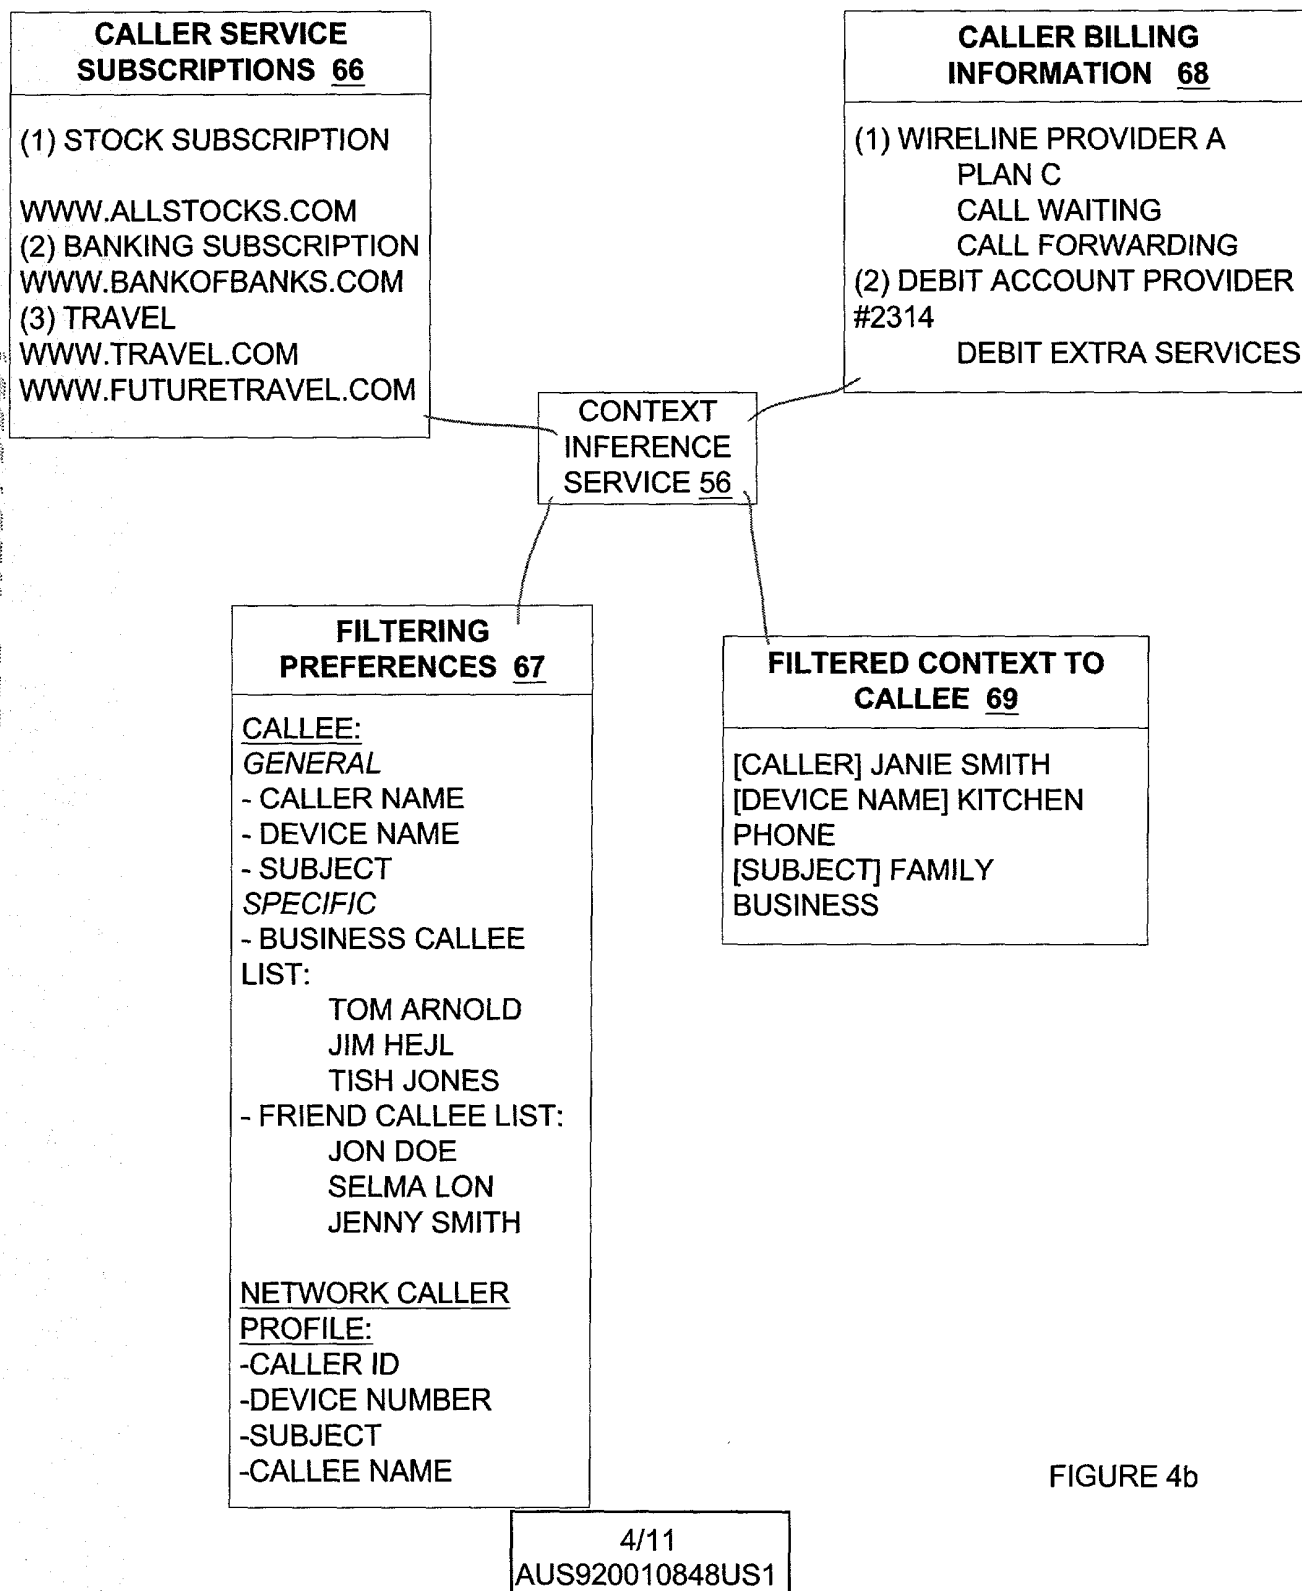 CALLER SERVICE
SUBSCRIPTIONS 66
(1) STOCK SUBSCRIPTION
WWW.ALLSTOCKS.COM
(2) BANKING SUBSCRIPTION
WWW.BANKOFBANKS.COM
(3) TRAVEL
WWW.TRAVEL.COM
WWW.FUTURETRAVEL.COM
CALLER BILLING
INFORMATION 68
(1) WIRELINE PROVIDER A
PLAN C
CALL WAITING
CALL FORWARDING
(2) DEBIT ACCOUNT PROVIDER
#2314
DEBIT EXTRA SERVICES
CONTEXT
INFERENCE
SERVICE 56
FILTERING
PREFERENCES 67
CALLEE:
GENERAL
- CALLER NAME
- DEVICE NAME
- SUBJECT
SPECIFIC
- BUSINESS CALLEE
LIST:
TOM ARNOLD
JIM HEJL
TISH JONES
- FRIEND CALLEE LIST:
JON DOE
SELMA LON
JENNY SMITH
NETWORK CALLER
PROFILE:
-CALLER ID
-DEVICE NUMBER
-SUBJECT
-CALLEE NAME
FILTERED CONTEXT TO
CALLEE 69
[CALLER] JANIE SMITH
[DEVICE NAME] KITCHEN
PHONE
[SUBJECT] FAMILY
BUSINESS
FIGURE 4b
4/11
AUS920010848US1